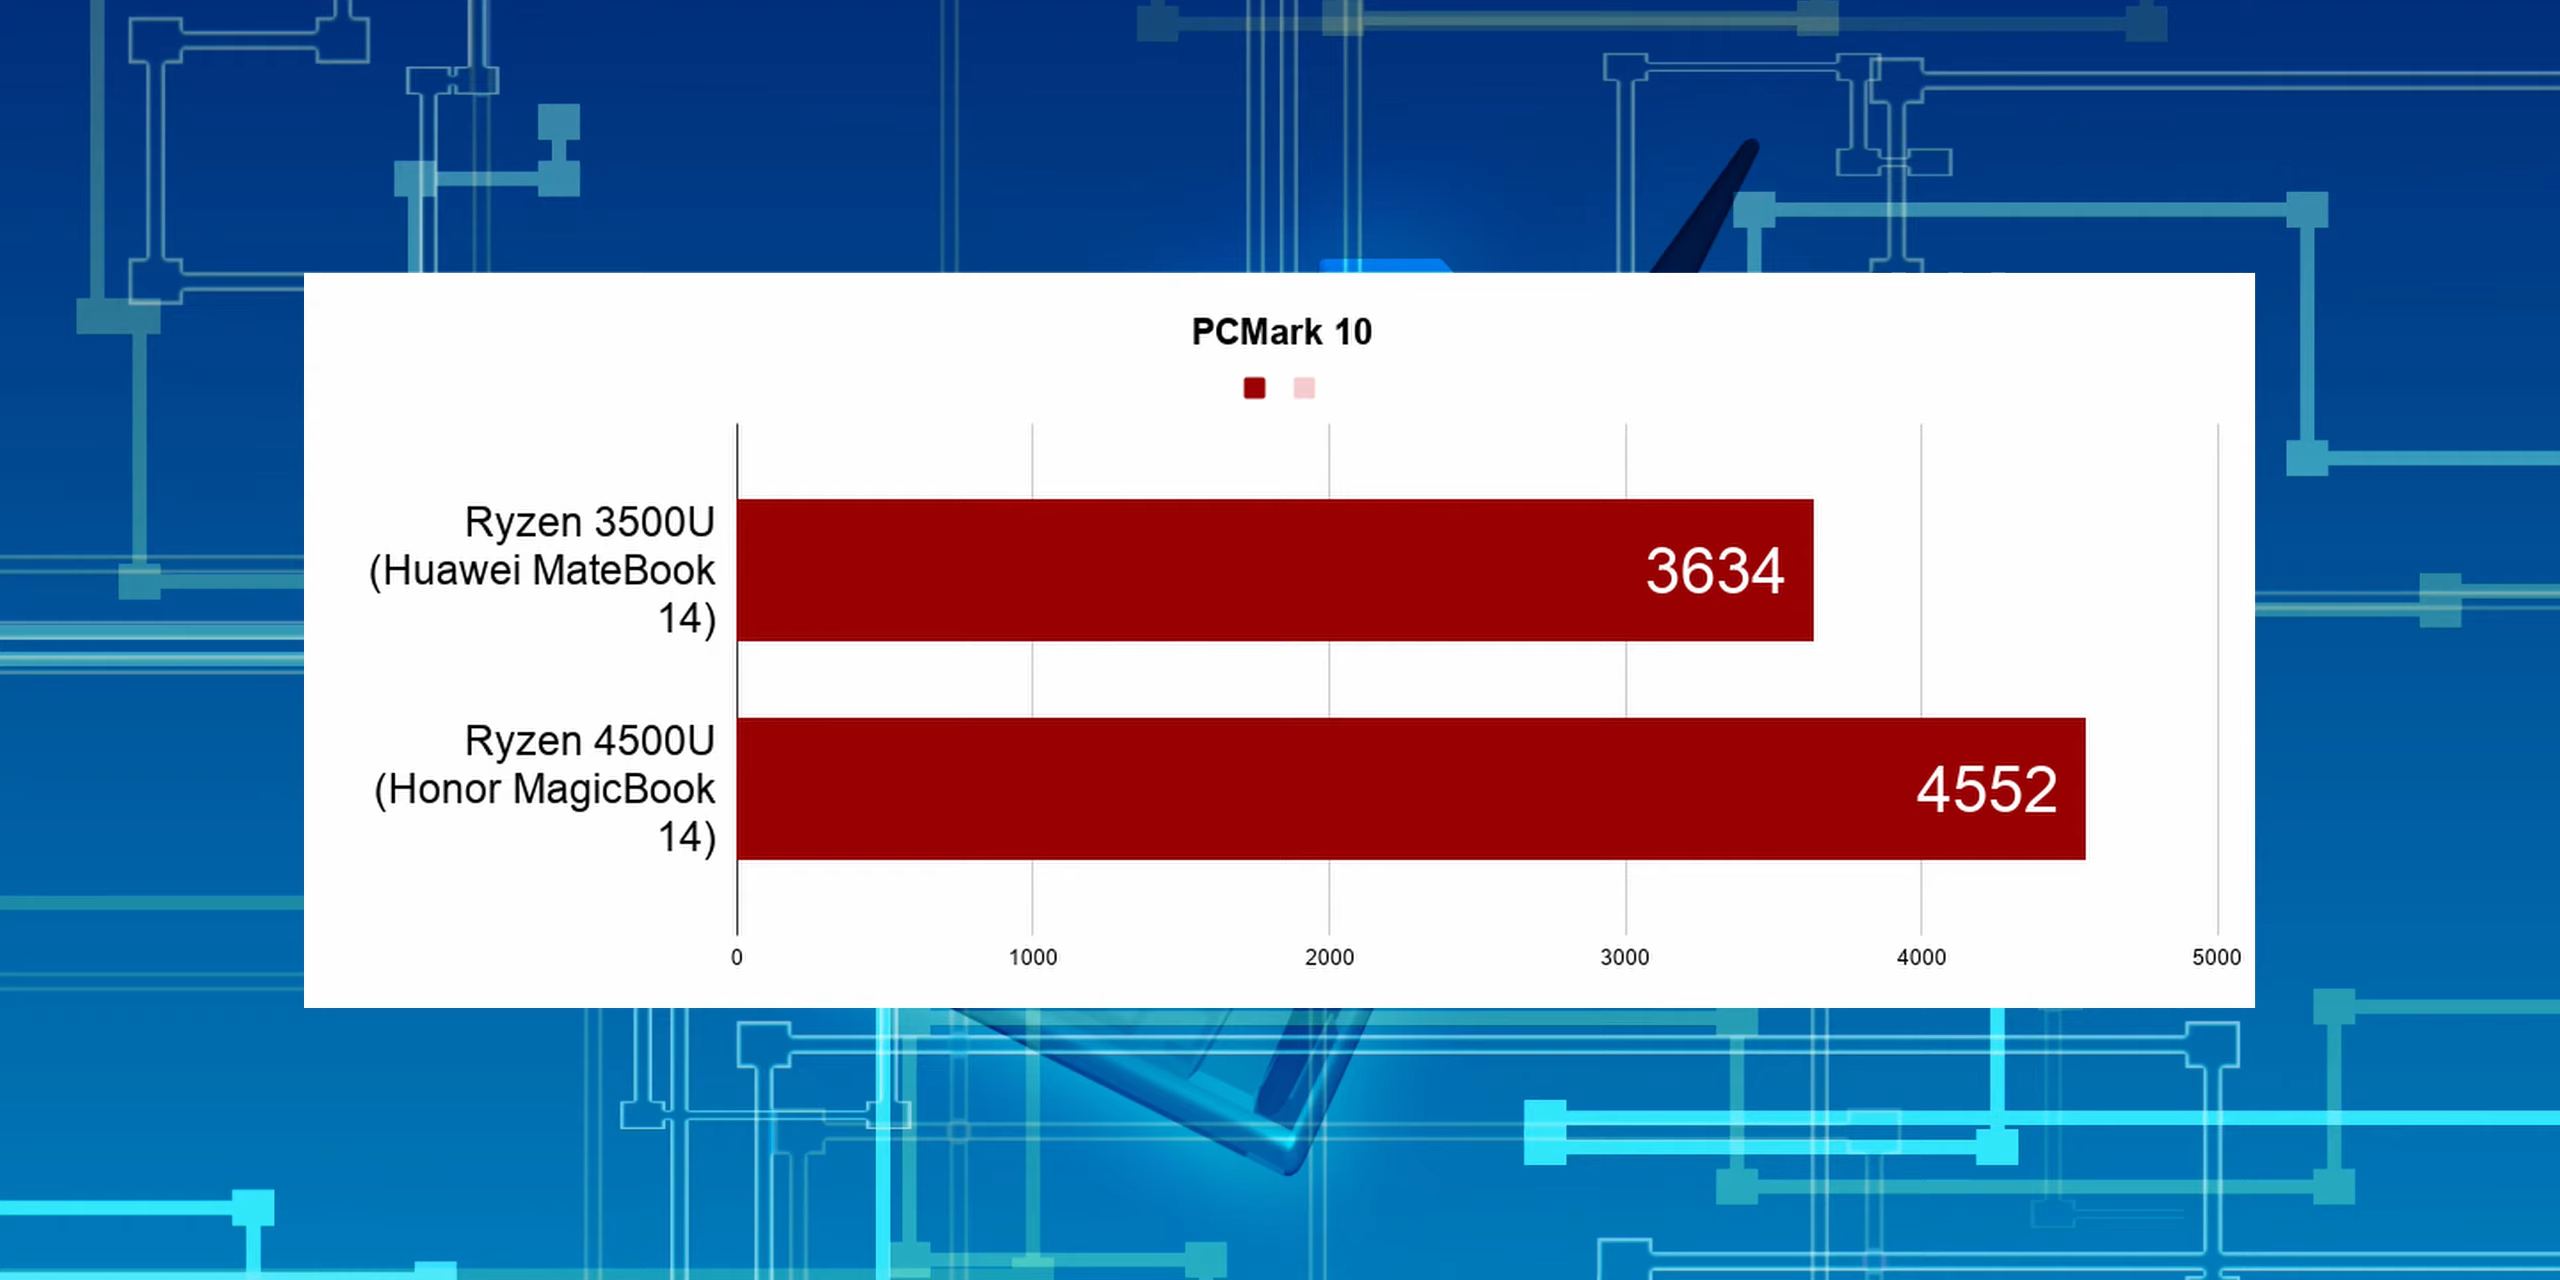 PCMark 10
Ryzen 3500U
(Huawei MateBook
14)
3634
Ryzen 4500U
(Honor MagicBook
14)
4552
0 1000 2000 3000 4000 5000